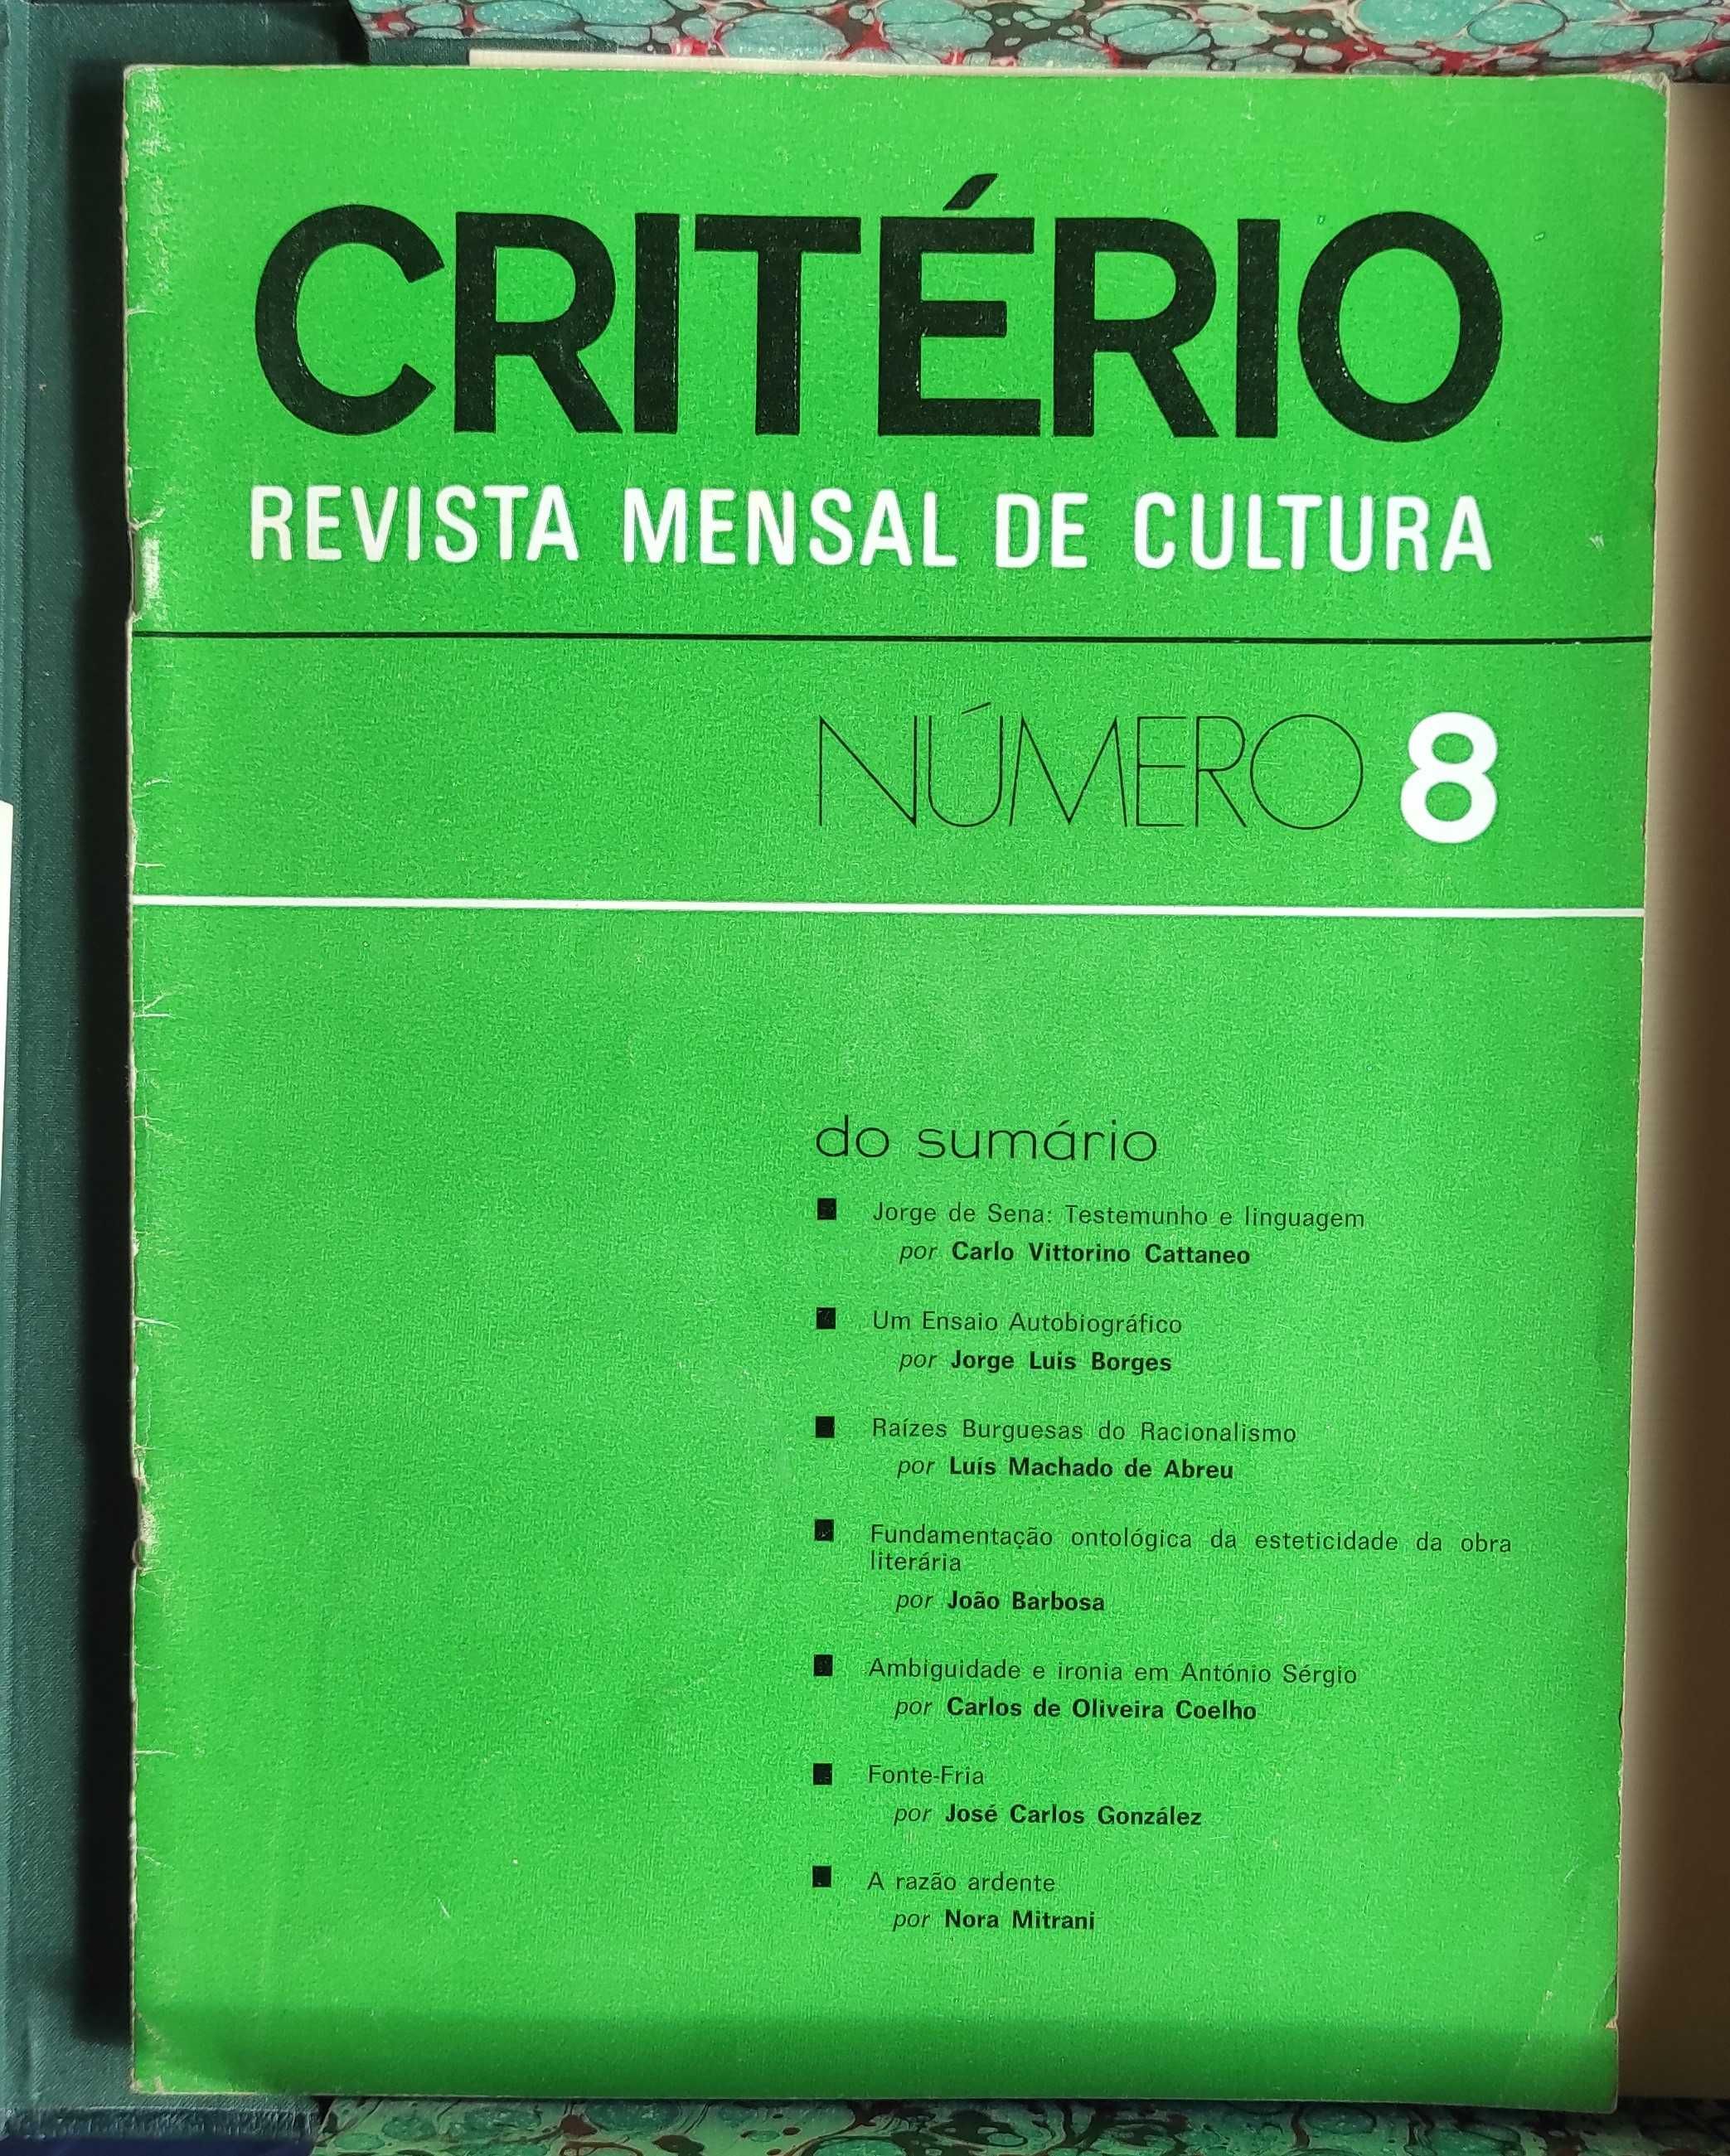 CRITÉRIO
REVISTA MENSAL DE CULTURA
NÚMERO 8
do sumário
■ Jorge de Sena: Testemunho e linguagem
por Carlo Vittorino Cattaneo
■ Um Ensaio Autobiográfico
por Jorge Luis Borges
■ Raízes Burguesas do Racionalismo
por Luís Machado de Abreu
■ Fundamentação ontológica da esteticidade da obra
literária
por João Barbosa
■ Ambiguidade e ironia em António Sérgio
por Carlos de Oliveira Coelho
■ Fonte-Fria
por José Carlos González
■ A razão ardente
por Nora Mitrani